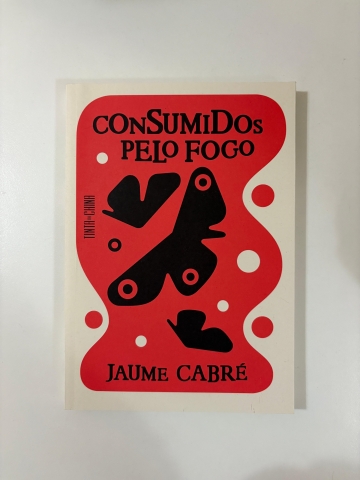 CONSUMIDOS
PELO FOGO
TINTA DA CHINA
JAUME CABRÉ